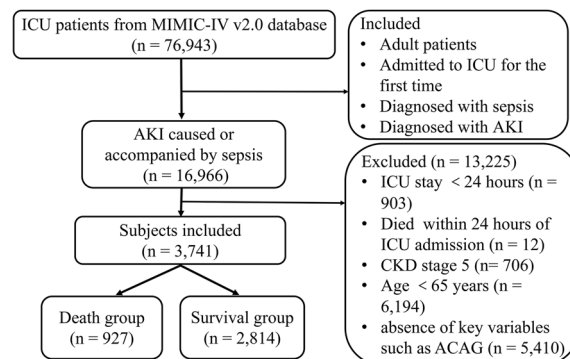 ICU patients from MIMIC-IV v2.0 database
(n = 76,943)
Included
• Adult patients
• Admitted to ICU for the
first time
• Diagnosed with sepsis
• Diagnosed with AKI
AKI caused or
accompanied by sepsis
(n = 16,966)
Excluded (n = 13,225)
• ICU stay < 24 hours (n =
903)
• Died within 24 hours of
ICU admission (n = 12)
• CKD stage 5 (n= 706)
• Age < 65 years (n =
6,194)
• absence of key variables
such as ACAG (n = 5,410)
Subjects included
(n = 3,741)
Death group
(n = 927)
Survival group
(n = 2,814)